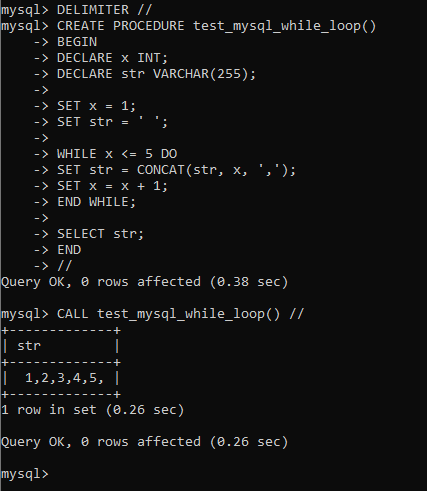 mysql> DELIMITER //
mysql> CREATE PROCEDURE test_mysql_while_loop()
    -> BEGIN
    -> DECLARE x INT;
    -> DECLARE str VARCHAR(255);
    ->
    -> SET x = 1;
    -> SET str = ' ';
    ->
    -> WHILE x <= 5 DO
    -> SET str = CONCAT(str, x, ',');
    -> SET x = x + 1;
    -> END WHILE;
    ->
    -> SELECT str;
    -> END
    -> //
Query OK, 0 rows affected (0.38 sec)

mysql> CALL test_mysql_while_loop() //
+-------------+
| str         |
+-------------+
|  1,2,3,4,5, |
+-------------+
1 row in set (0.26 sec)

Query OK, 0 rows affected (0.26 sec)

mysql>